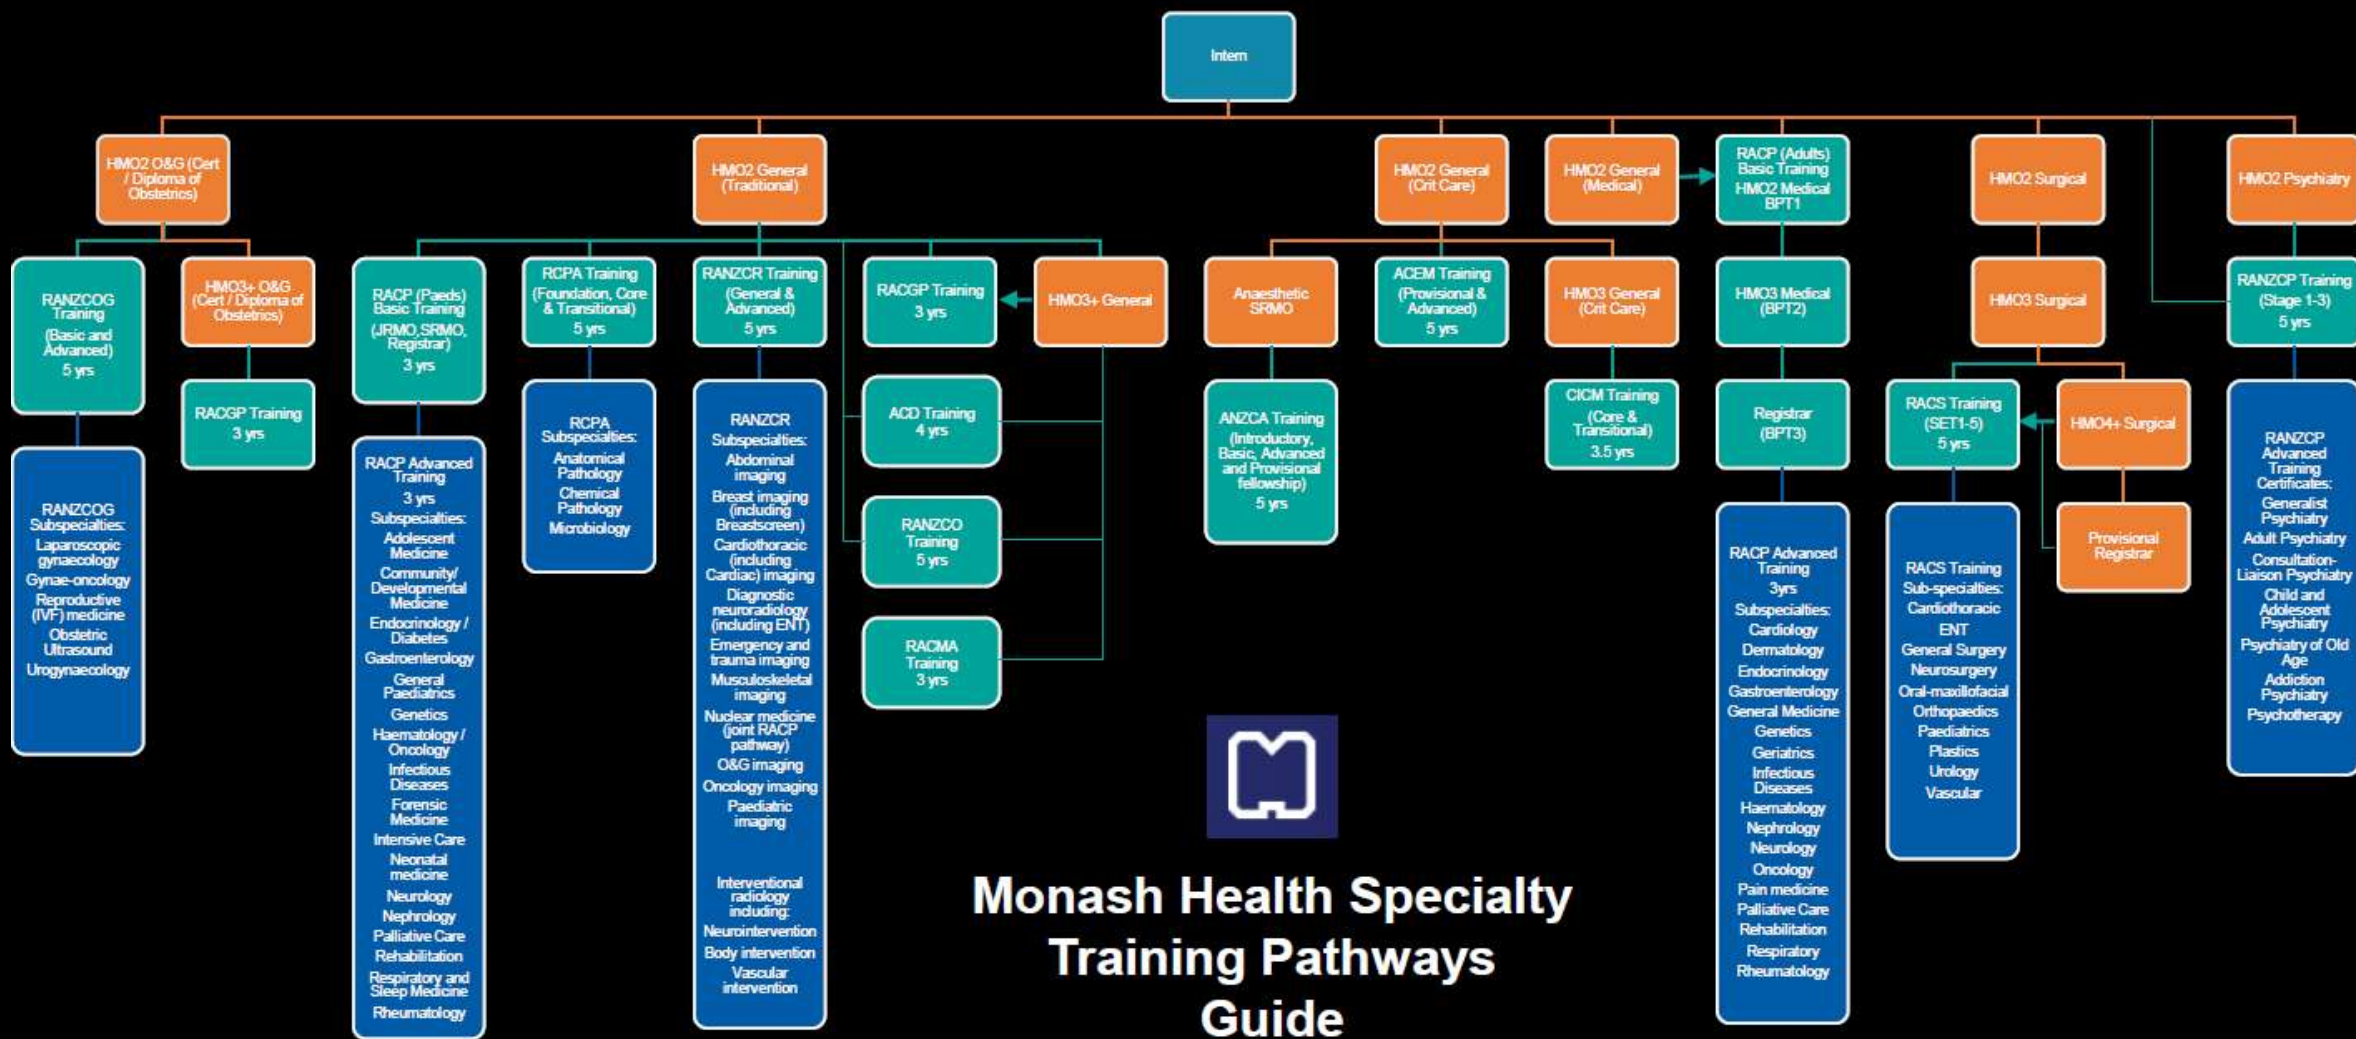 Intern
HMO2 O&G (Cert
/ Diploma of
Obstetrics)
HMO2 General
(Traditional)
HMO2 General
(Crit Care)
HMO2 General
(Medical)
RACP (Adults)
Basic Training
HMO2 Medical
BPT1
HMO2 Surgical
HMO2 Psychiatry
RANZCOG
Training
(Basic and
Advanced)
5 yrs
HMO3+ O&G
(Cert / Diploma of
Obstetrics)
RACP (Paeds)
Basic Training
(JRMO,SRMO,
Registrar)
3 yrs
RCPA Training
(Foundation, Core
& Transitional)
5 yrs
RANZCR Training
(General &
Advanced)
5 yrs
RACGP Training
3 yrs
HMO3+ General
Anaesthetic
SRMO
ACEM Training
(Provisional &
Advanced)
5 yrs
HMO3 General
(Crit Care)
HMO3 Medical
(BPT2)
HMO3 Surgical
RANZCP Training
(Stage 1-3)
5 yrs
RACGP Training
3 yrs
ACD Training
4 yrs
RANZCO
Training
5 yrs
RACMA
Training
3 yrs
ANZCA Training
(Introductory,
Basic, Advanced
and Provisional
fellowship)
5 yrs
CICM Training
(Core &
Transitional)
3.5 yrs
Registrar
(BPT3)
RACS Training
(SET1-5)
5 yrs
HMO4+ Surgical
Provisional
Registrar
RANZCOG
Subspecialties:
Laparoscopic
gynaecology
Gynae-oncology
Reproductive
(IVF) medicine
Obstetric
Ultrasound
Urogynaecology
RACP Advanced
Training
3 yrs
Subspecialties:
Adolescent
Medicine
Community/
Developmental
Medicine
Endocrinology /
Diabetes
Gastroenterology
General
Paediatrics
Genetics
Haematology /
Oncology
Infectious
Diseases
Forensic
Medicine
Intensive Care
Neonatal
medicine
Neurology
Nephrology
Palliative Care
Rehabilitation
Respiratory and
Sleep Medicine
Rheumatology
RCPA
Subspecialties:
Anatomical
Pathology
Chemical
Pathology
Microbiology
RANZCR
Subspecialties:
Abdominal
imaging
Breast imaging
(including
Breastscreen)
Cardiothoracic
(including
Cardiac) imaging
Diagnostic
neuroradiology
(including ENT)
Emergency and
trauma imaging
Musculoskeletal
imaging
Nuclear medicine
(joint RACP
pathway)
O&G imaging
Oncology imaging
Paediatric
imaging
Interventional
radiology
including:
Neurointervention
Body intervention
Vascular
intervention
RACP Advanced
Training
3yrs
Subspecialties:
Cardiology
Dermatology
Endocrinology
Gastroenterology
General Medicine
Genetics
Geriatrics
Infectious
Diseases
Haematology
Nephrology
Neurology
Oncology
Pain medicine
Palliative Care
Rehabilitation
Respiratory
Rheumatology
RACS Training
Sub-specialties:
Cardiothoracic
ENT
General Surgery
Neurosurgery
Oral-maxillofacial
Orthopaedics
Paediatrics
Plastics
Urology
Vascular
RANZCP
Advanced
Training
Certificates:
Generalist
Psychiatry
Adult Psychiatry
Consultation-
Liaison Psychiatry
Child and
Adolescent
Psychiatry
Psychiatry of Old
Age
Addiction
Psychiatry
Psychotherapy
Monash Health Specialty
Training Pathways
Guide